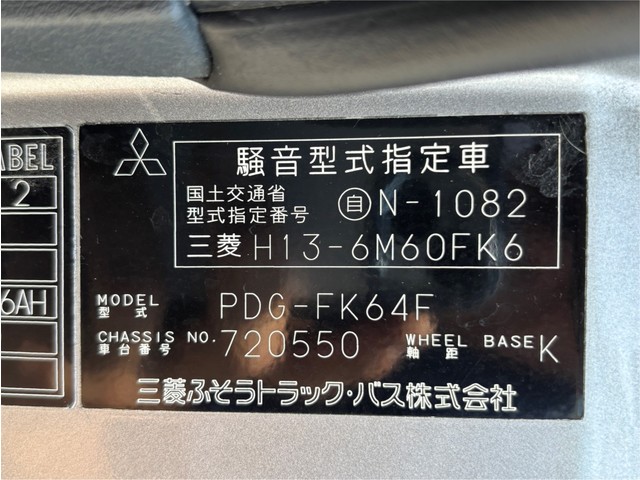 ABEL
2
6AH
騒音型式指定車
国土交通省
型式指定番号
自 N-1082
三菱 H13-6M60FK6
MODEL
型式
PDG-FK64F
CHASSIS NO.
車台番号
720550
WHEEL BASE
軸距
K
三菱ふそうトラック・バス株式会社